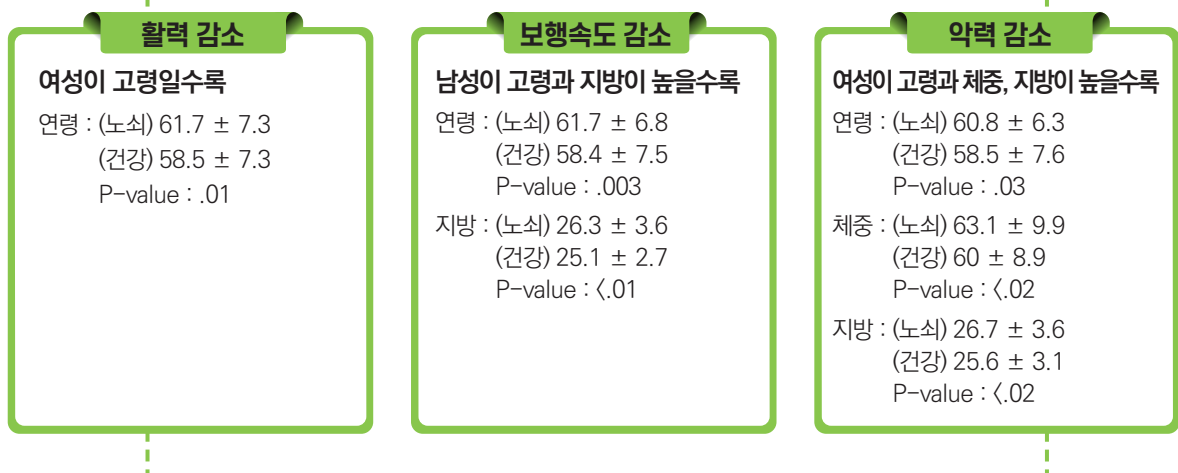 활력 감소
여성이 고령일수록
연령 : (노쇠) 61.7 ± 7.3
(건강) 58.5 ± 7.3
P-value : .01
보행속도 감소
남성이 고령과 지방이 높을수록
연령 : (노쇠) 61.7 ± 6.8
(건강) 58.4 ± 7.5
P-value : .003
지방 : (노쇠) 26.3 ± 3.6
(건강) 25.1 ± 2.7
P-value : 〈.01
악력 감소
여성이 고령과 체중, 지방이 높을수록
연령 : (노쇠) 60.8 ± 6.3
(건강) 58.5 ± 7.6
P-value : .03
체중 : (노쇠) 63.1 ± 9.9
(건강) 60 ± 8.9
P-value : 〈.02
지방 : (노쇠) 26.7 ± 3.6
(건강) 25.6 ± 3.1
P-value : 〈.02